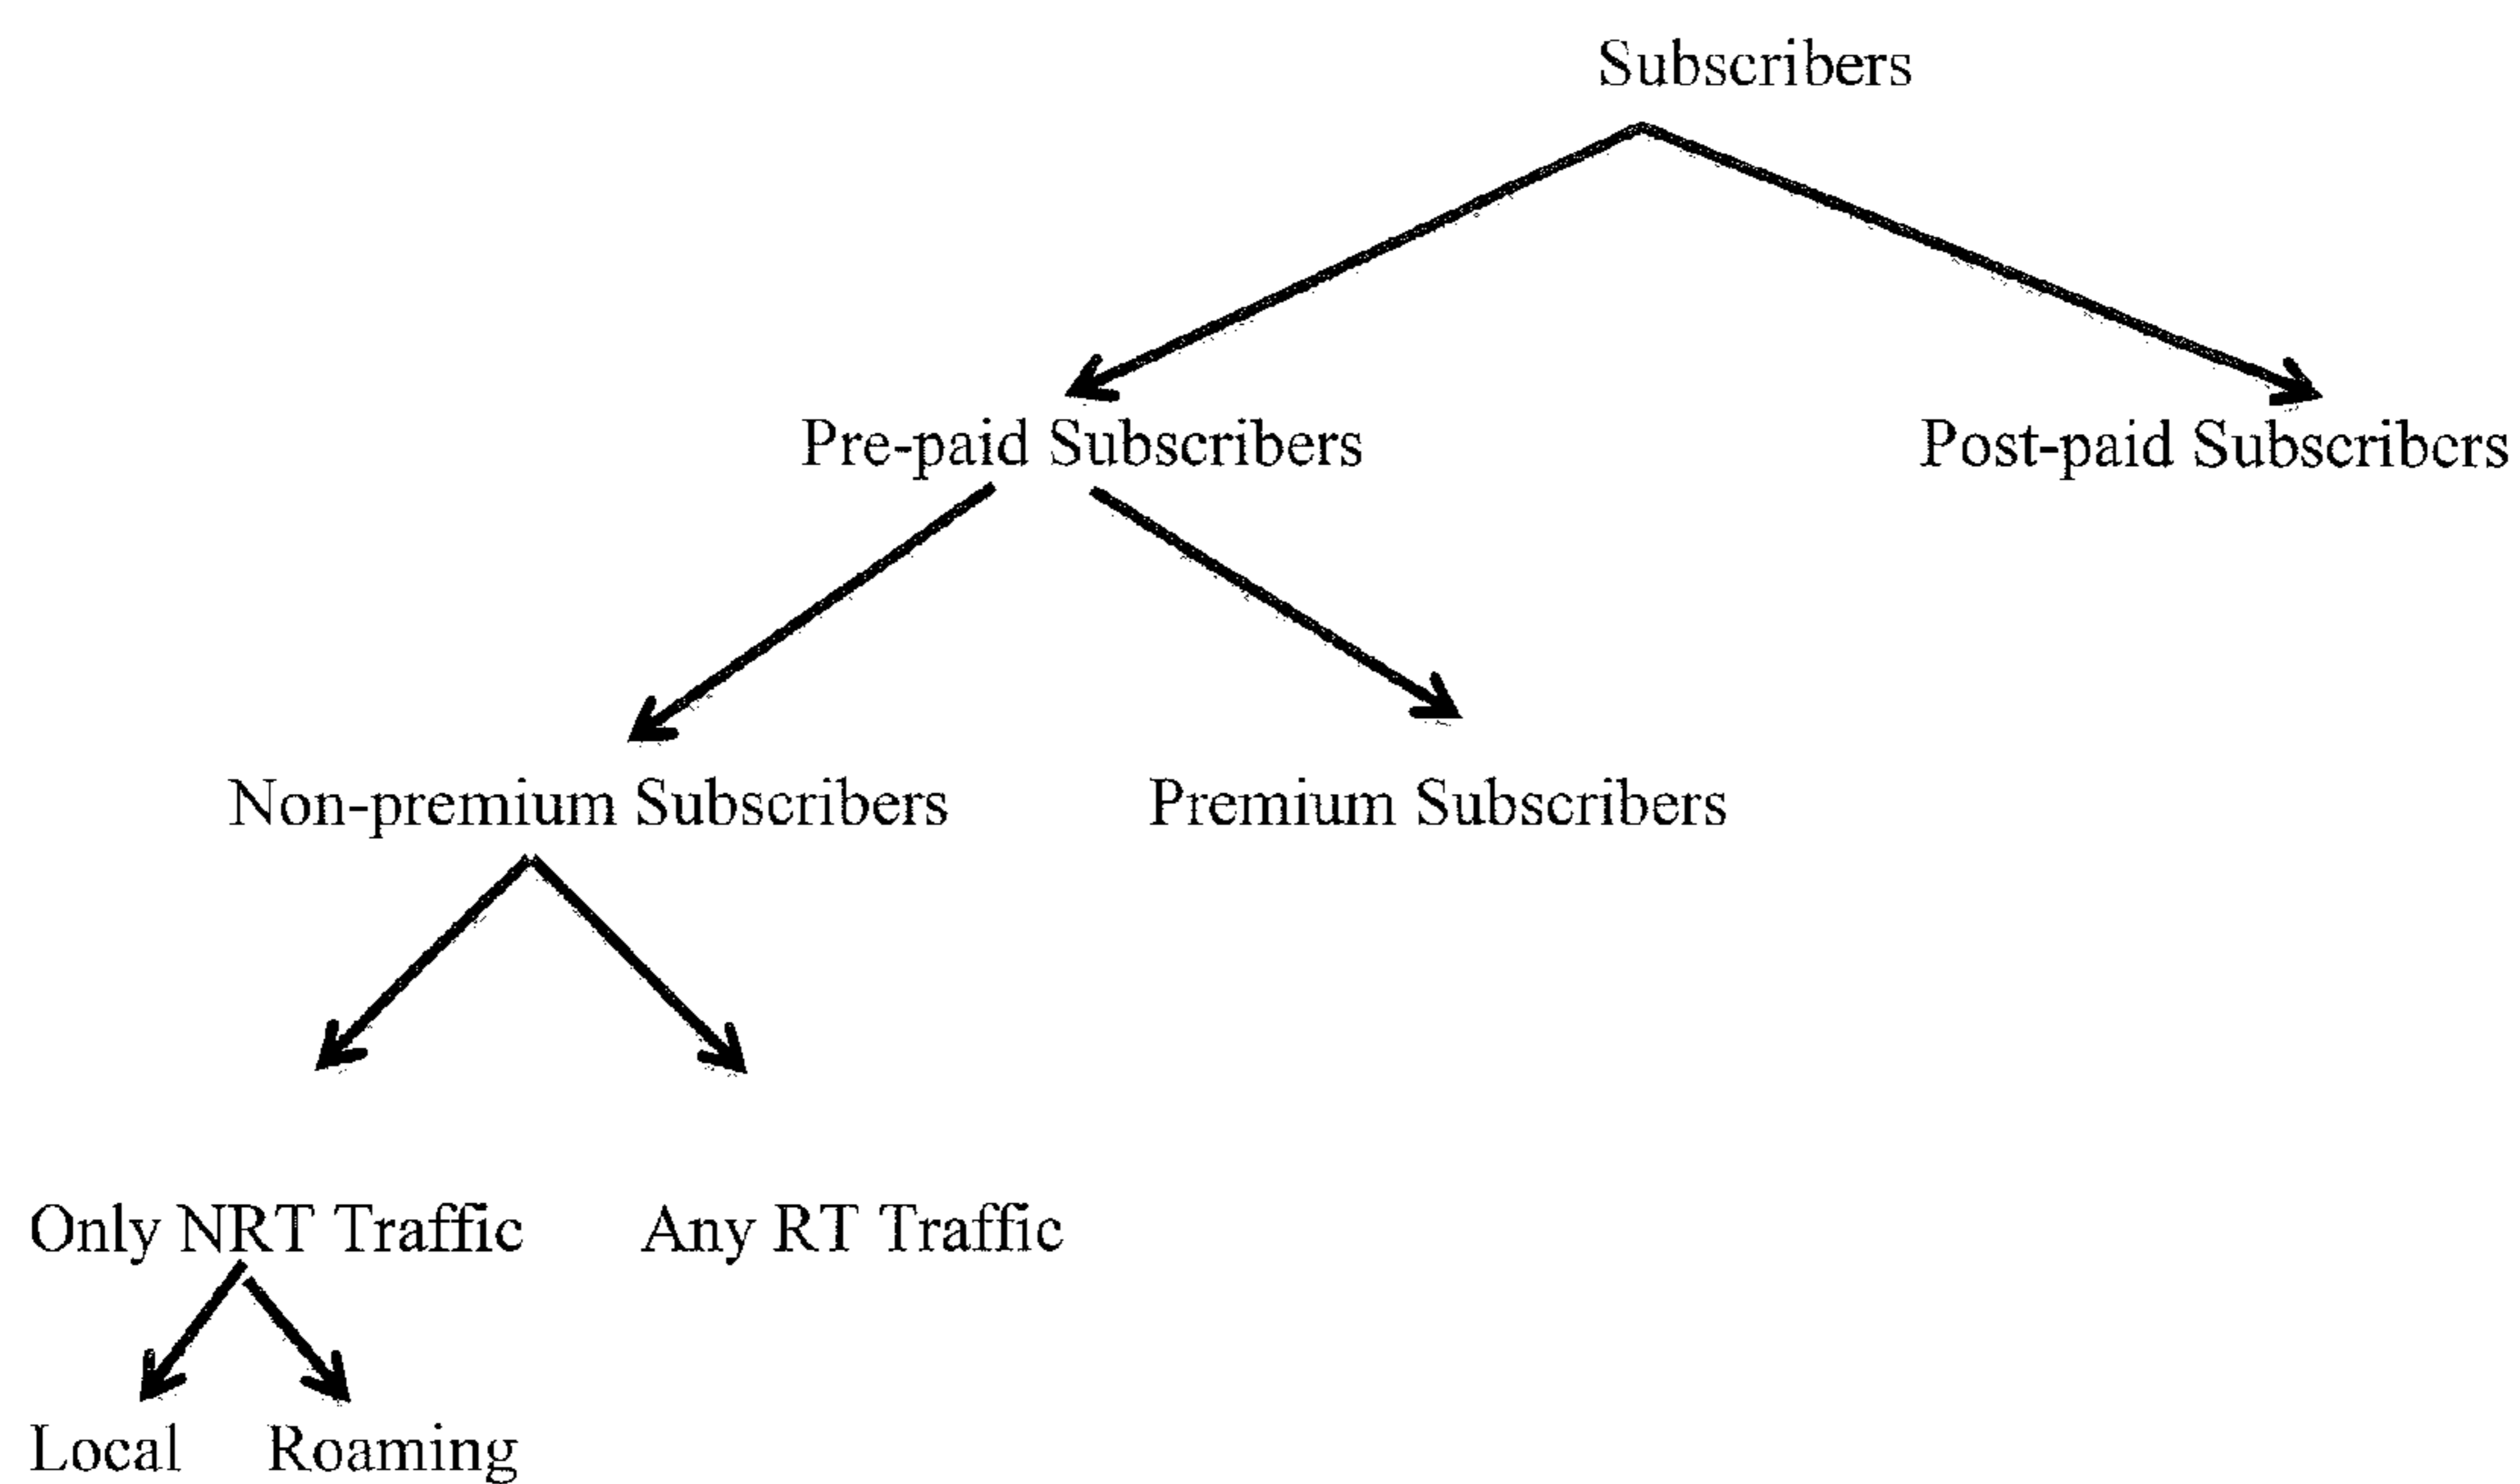 Subscribers
Pre-paid Subscribers
Post-paid Subscribers
Non-premium Subscribers
Premium Subscribers
Only NRT Traffic
Any RT Traffic
Local
Roaming